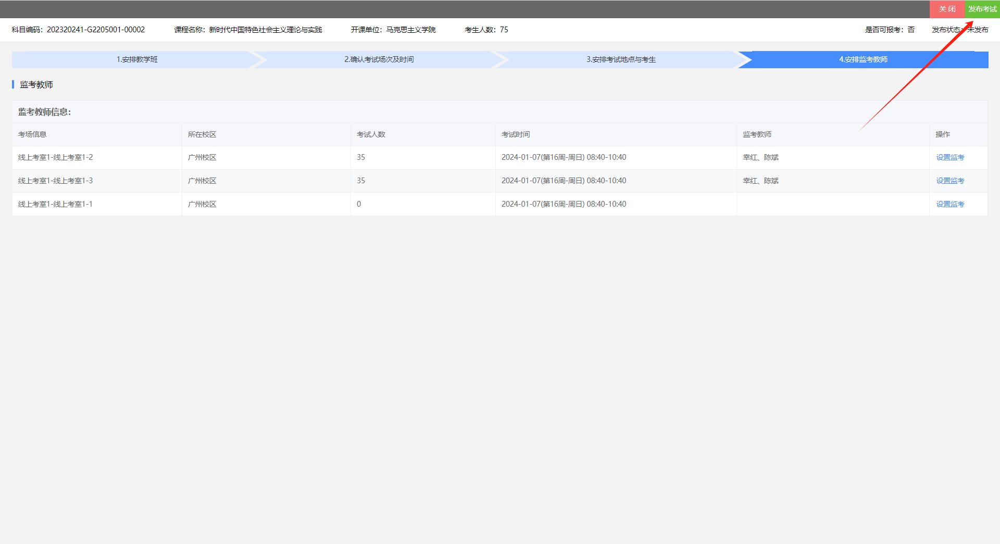 关 闭 发布考试
科目编码：202320241-G2205001-00002 课程名称：新时代中国特色社会主义理论与实践 开课单位：马克思主义学院 考生人数：75 是否可报考：否 发布状态：未发布
1.安排教学班 2.确认考试场次及时间 3.安排考试地点与考生 4.安排监考教师
监考教师
监考教师信息：
考场信息 所在校区 考试人数 考试时间 监考教师 操作
线上考室1-线上考室1-2 广州校区 35 2024-01-07(第16周-周日) 08:40-10:40 幸红、陈斌 设置监考
线上考室1-线上考室1-3 广州校区 35 2024-01-07(第16周-周日) 08:40-10:40 幸红、陈斌 设置监考
线上考室1-线上考室1-1 广州校区 0 2024-01-07(第16周-周日) 08:40-10:40 设置监考